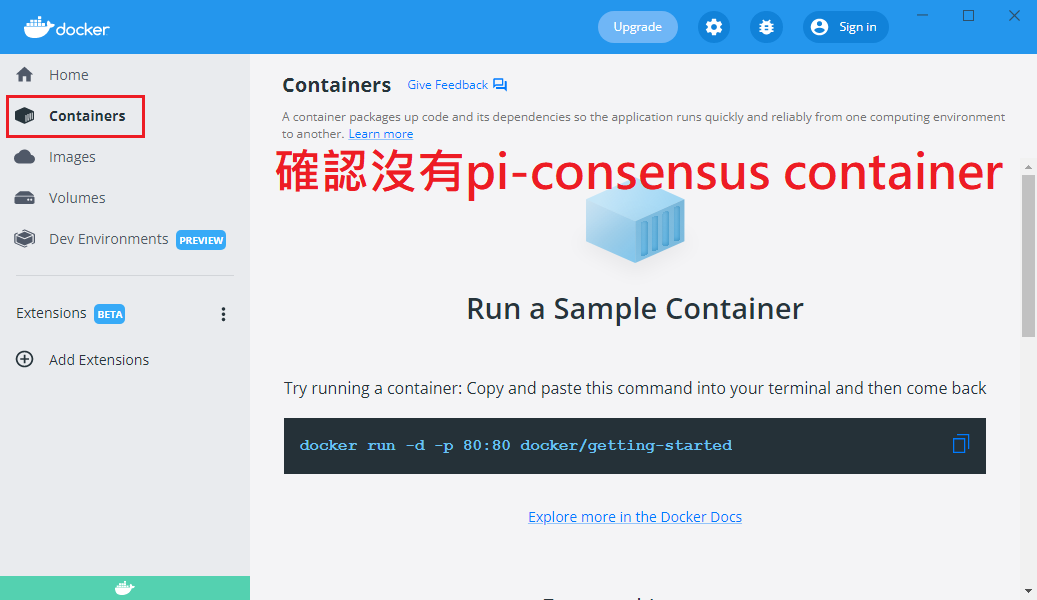 docker
Upgrade
Sign in
Home
Containers
Images
Volumes
Dev Environments PREVIEW
Extensions BETA
Add Extensions
Containers Give Feedback
A container packages up code and its dependencies so the application runs quickly and reliably from one computing environment
to another. Learn more
確認沒有pi-consensus container
Run a Sample Container
Try running a container: Copy and paste this command into your terminal and then come back
docker run -d -p 80:80 docker/getting-started
Explore more in the Docker Docs